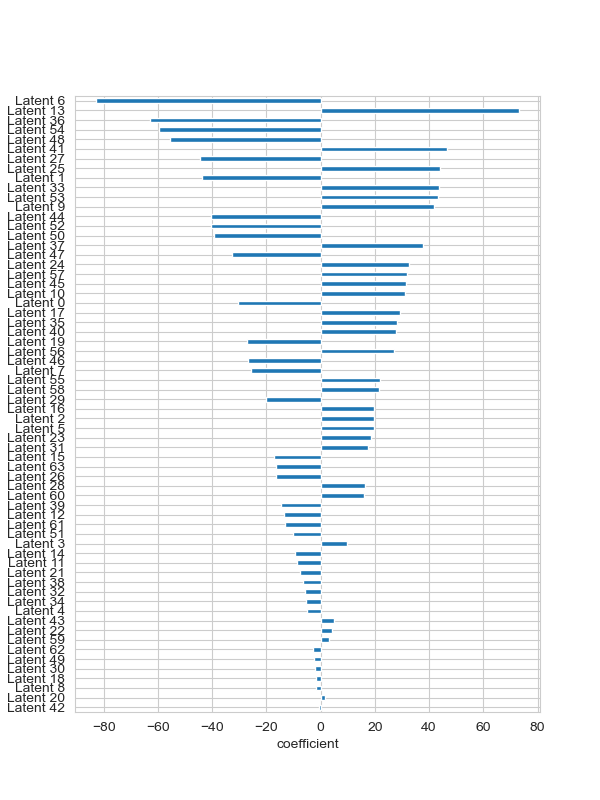 Latent 6
Latent 13
Latent 36
Latent 54
Latent 48
Latent 41
Latent 27
Latent 25
Latent 1
Latent 33
Latent 53
Latent 9
Latent 44
Latent 52
Latent 50
Latent 37
Latent 47
Latent 24
Latent 57
Latent 45
Latent 10
Latent 0
Latent 17
Latent 35
Latent 40
Latent 19
Latent 56
Latent 46
Latent 7
Latent 55
Latent 58
Latent 29
Latent 16
Latent 2
Latent 5
Latent 23
Latent 31
Latent 15
Latent 63
Latent 26
Latent 28
Latent 60
Latent 39
Latent 12
Latent 61
Latent 51
Latent 3
Latent 14
Latent 11
Latent 21
Latent 38
Latent 32
Latent 34
Latent 4
Latent 43
Latent 22
Latent 59
Latent 62
Latent 49
Latent 30
Latent 18
Latent 8
Latent 20
Latent 42
−80 −60 −40 −20 0 20 40 60 80
coefficient